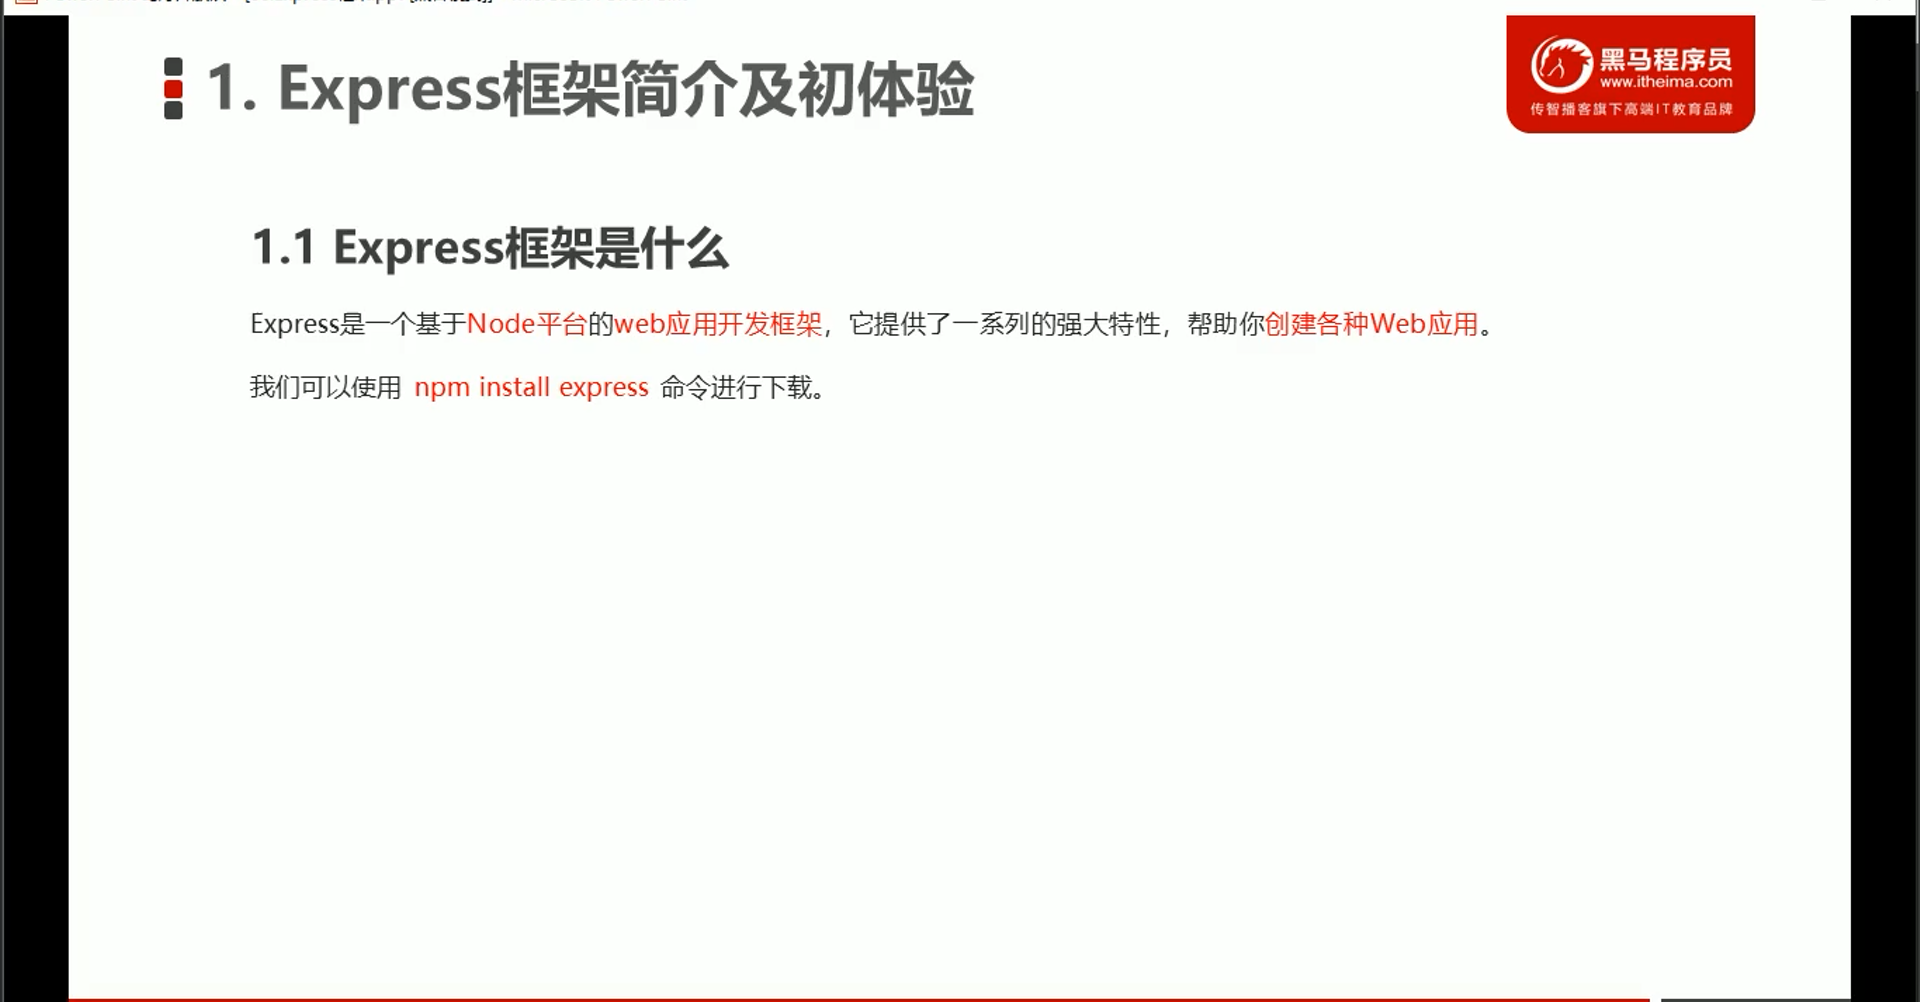 1. Express框架简介及初体验
黑马程序员
www.itheima.com
传智播客旗下高端IT教育品牌
1.1 Express框架是什么
Express是一个基于Node平台的web应用开发框架，它提供了一系列的强大特性，帮助你创建各种Web应用。
我们可以使用 npm install express 命令进行下载。